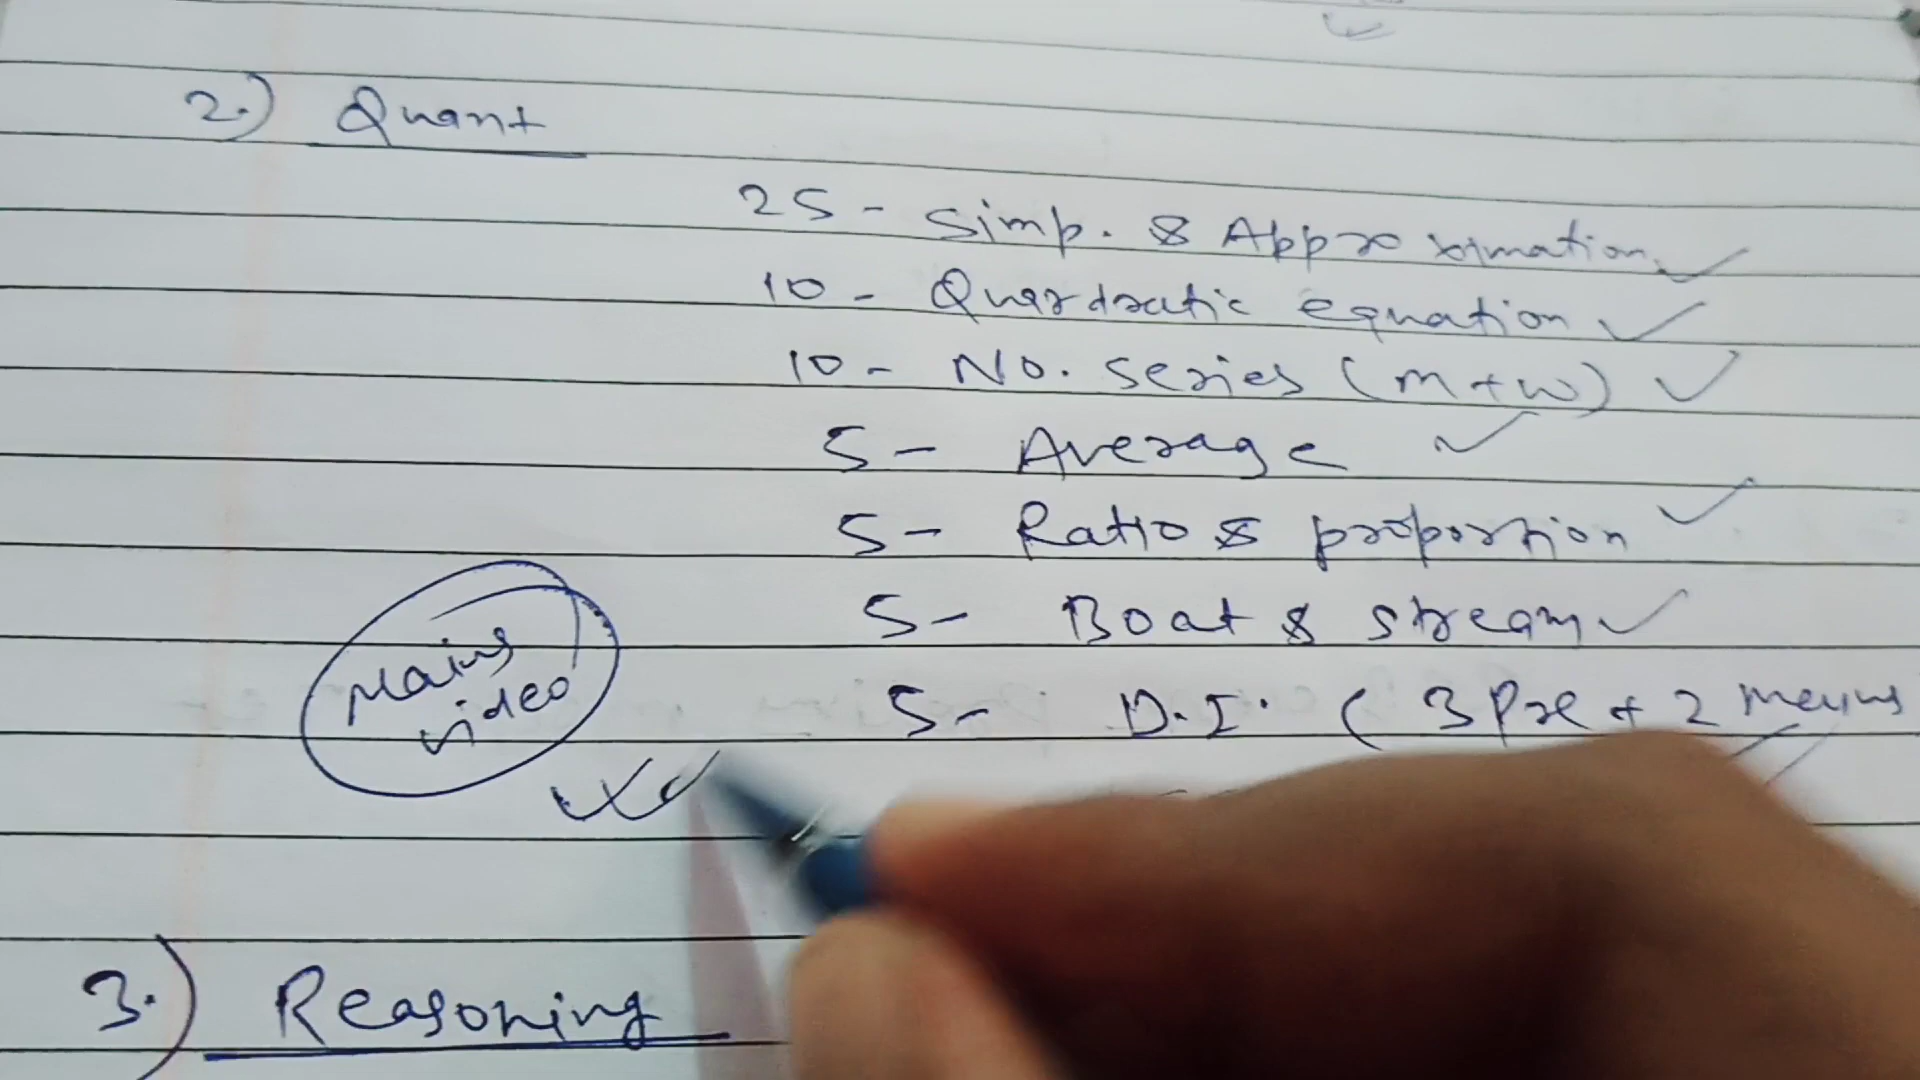 2.) Quant
25 - Simp. & Approximation
10 - Quardratic equation
10 - No. series (m+w)
5 - Average
5 - Ratio & proportion
5 - Boat & stream
5 - D.I. ( 3 Pre + 2 Mains
Mains
video
3.) Reasoning